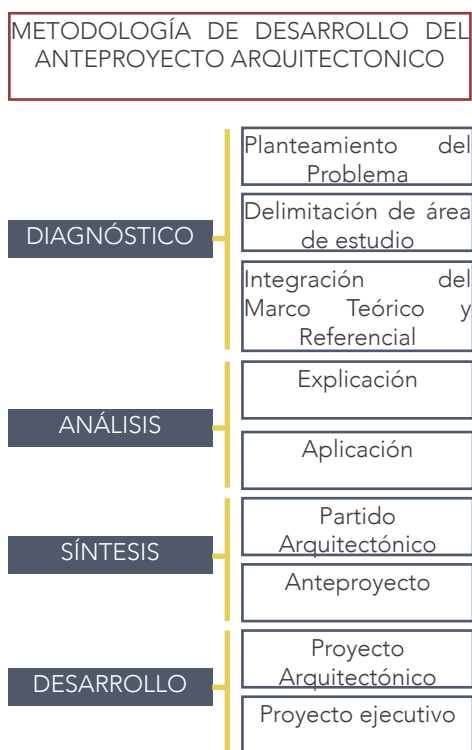 METODOLOGÍA DE DESARROLLO DEL
ANTEPROYECTO ARQUITECTONICO
DIAGNÓSTICO
Planteamiento del
Problema
Delimitación de área
de estudio
Integración del
Marco Teórico y
Referencial
ANÁLISIS
Explicación
Aplicación
SÍNTESIS
Partido
Arquitectónico
Anteproyecto
DESARROLLO
Proyecto
Arquitectónico
Proyecto ejecutivo